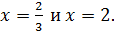 x = 2/3 и x = 2.